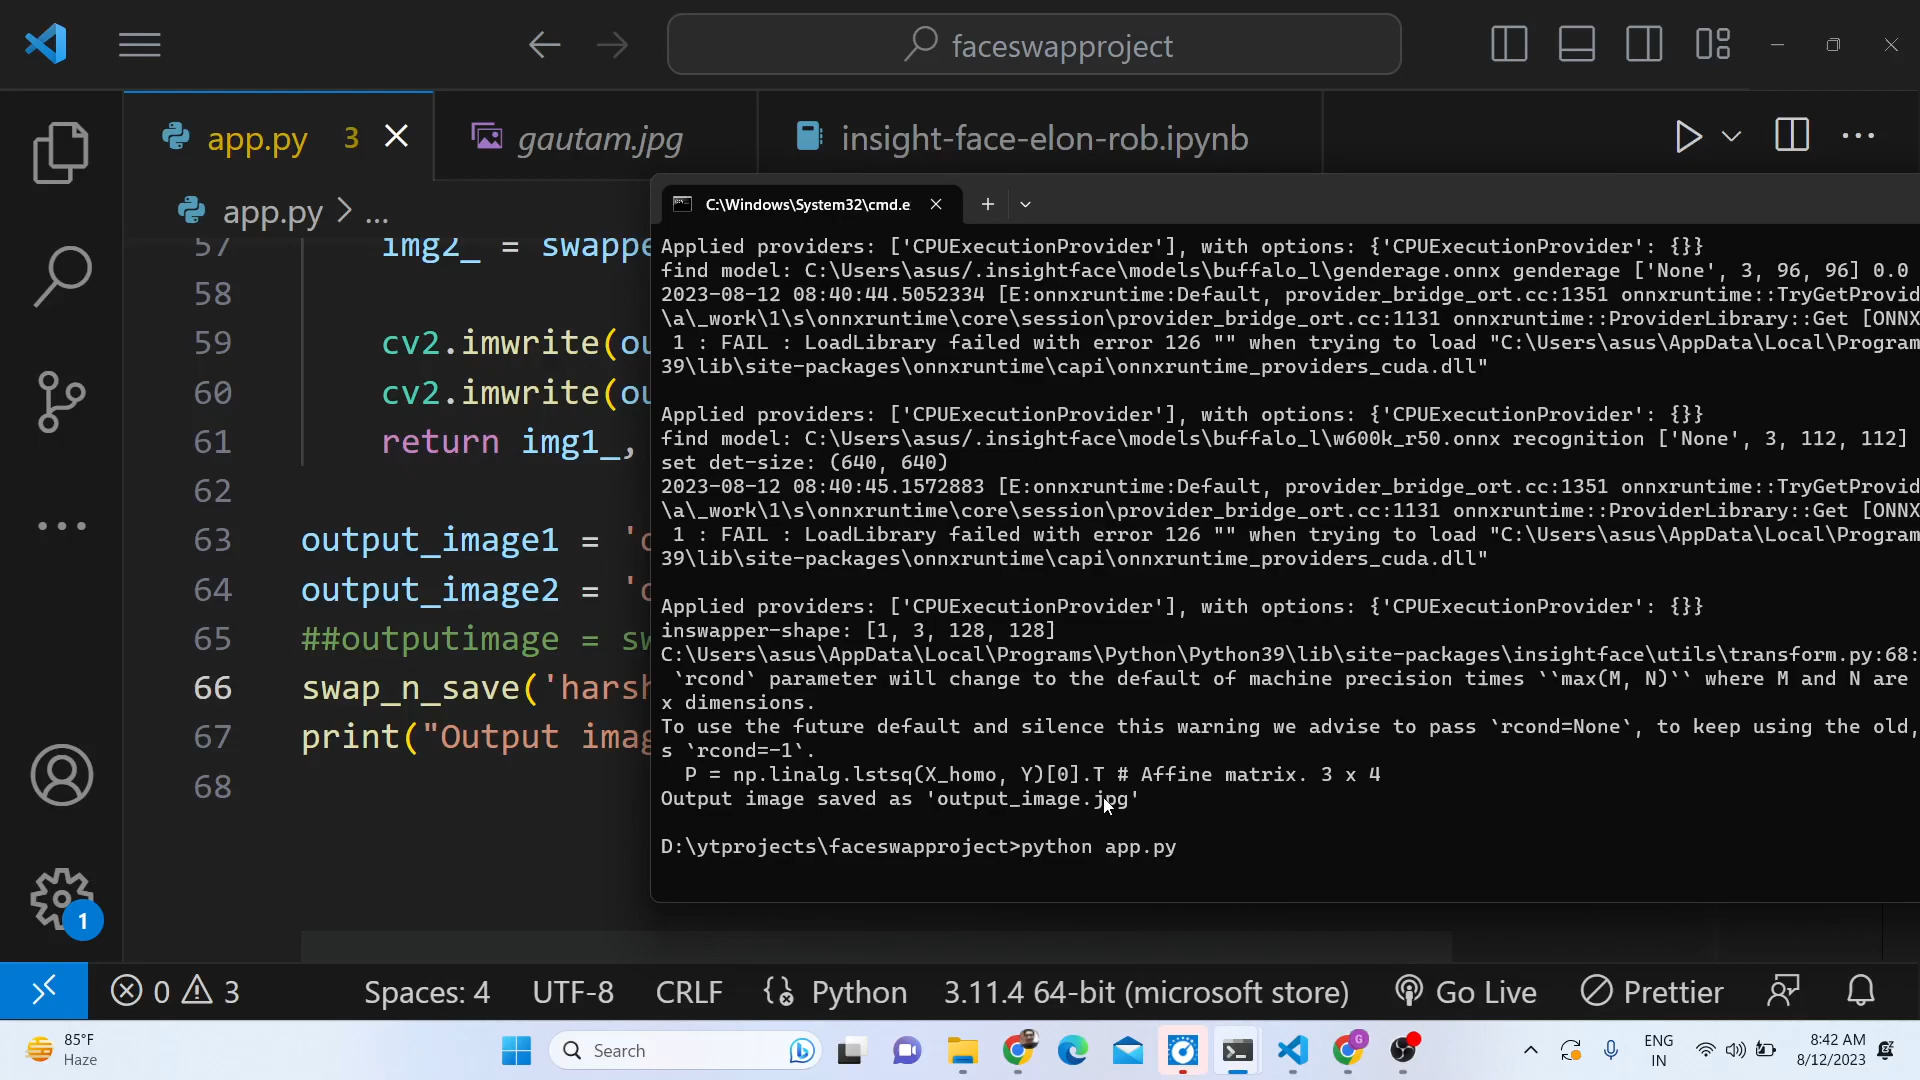 faceswapproject
app.py 3
gautam.jpg
insight-face-elon-rob.ipynb
app.py > ...
C:\Windows\System32\cmd.e
57 img2_ = swappe
58
59 cv2.imwrite(ou
60 cv2.imwrite(ou
61 return img1_,
62
63 output_image1 = 'o
64 output_image2 = 'o
65 ##outputimage = sw
66 swap_n_save('harsh
67 print("Output imag
68
Applied providers: ['CPUExecutionProvider'], with options: {'CPUExecutionProvider': {}}
find model: C:\Users\asus/.insightface\models\buffalo_l\genderage.onnx genderage ['None', 3, 96, 96] 0.0
2023-08-12 08:40:44.5052334 [E:onnxruntime:Default, provider_bridge_ort.cc:1351 onnxruntime::TryGetProvid
\a\_work\1\s\onnxruntime\core\session\provider_bridge_ort.cc:1131 onnxruntime::ProviderLibrary::Get [ONNX
1 : FAIL : LoadLibrary failed with error 126 "" when trying to load "C:\Users\asus\AppData\Local\Program
39\lib\site-packages\onnxruntime\capi\onnxruntime_providers_cuda.dll"
Applied providers: ['CPUExecutionProvider'], with options: {'CPUExecutionProvider': {}}
find model: C:\Users\asus/.insightface\models\buffalo_l\w600k_r50.onnx recognition ['None', 3, 112, 112]
set det-size: (640, 640)
2023-08-12 08:40:45.1572883 [E:onnxruntime:Default, provider_bridge_ort.cc:1351 onnxruntime::TryGetProvid
\a\_work\1\s\onnxruntime\core\session\provider_bridge_ort.cc:1131 onnxruntime::ProviderLibrary::Get [ONNX
1 : FAIL : LoadLibrary failed with error 126 "" when trying to load "C:\Users\asus\AppData\Local\Program
39\lib\site-packages\onnxruntime\capi\onnxruntime_providers_cuda.dll"
Applied providers: ['CPUExecutionProvider'], with options: {'CPUExecutionProvider': {}}
inswapper-shape: [1, 3, 128, 128]
C:\Users\asus\AppData\Local\Programs\Python\Python39\lib\site-packages\insightface\utils\transform.py:68:
`rcond` parameter will change to the default of machine precision times ``max(M, N)`` where M and N are
x dimensions.
To use the future default and silence this warning we advise to pass `rcond=None`, to keep using the old,
s `rcond=-1`.
P = np.linalg.lstsq(X_homo, Y)[0].T # Affine matrix. 3 x 4
Output image saved as 'output_image.jpg'
D:\ytprojects\faceswapproject>python app.py
1
0 3 Spaces: 4 UTF-8 CRLF Python 3.11.4 64-bit (microsoft store) Go Live Prettier
85°F
Haze
Search
G
ENG
IN
8:42 AM
8/12/2023